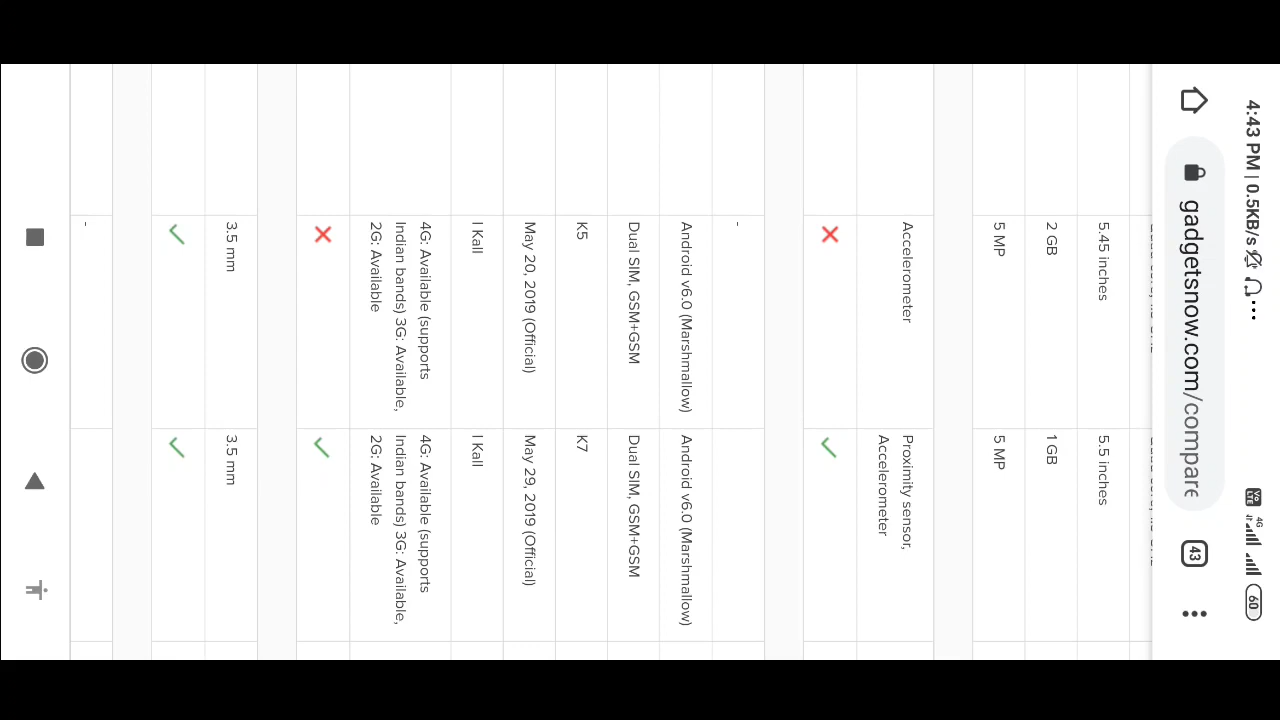 4:43 PM | 0.5KB/s
4G
60
gadgetsnow.com/compare
43
5.45 inches
5.5 inches
2 GB
1 GB
5 MP
5 MP
Accelerometer
Proximity sensor,
Accelerometer
-
Android v6.0 (Marshmallow)
Android v6.0 (Marshmallow)
Dual SIM, GSM+GSM
Dual SIM, GSM+GSM
K5
K7
May 20, 2019 (Official)
May 29, 2019 (Official)
I Kall
I Kall
4G: Available (supports
Indian bands) 3G: Available,
2G: Available
4G: Available (supports
Indian bands) 3G: Available,
2G: Available
3.5 mm
3.5 mm
-